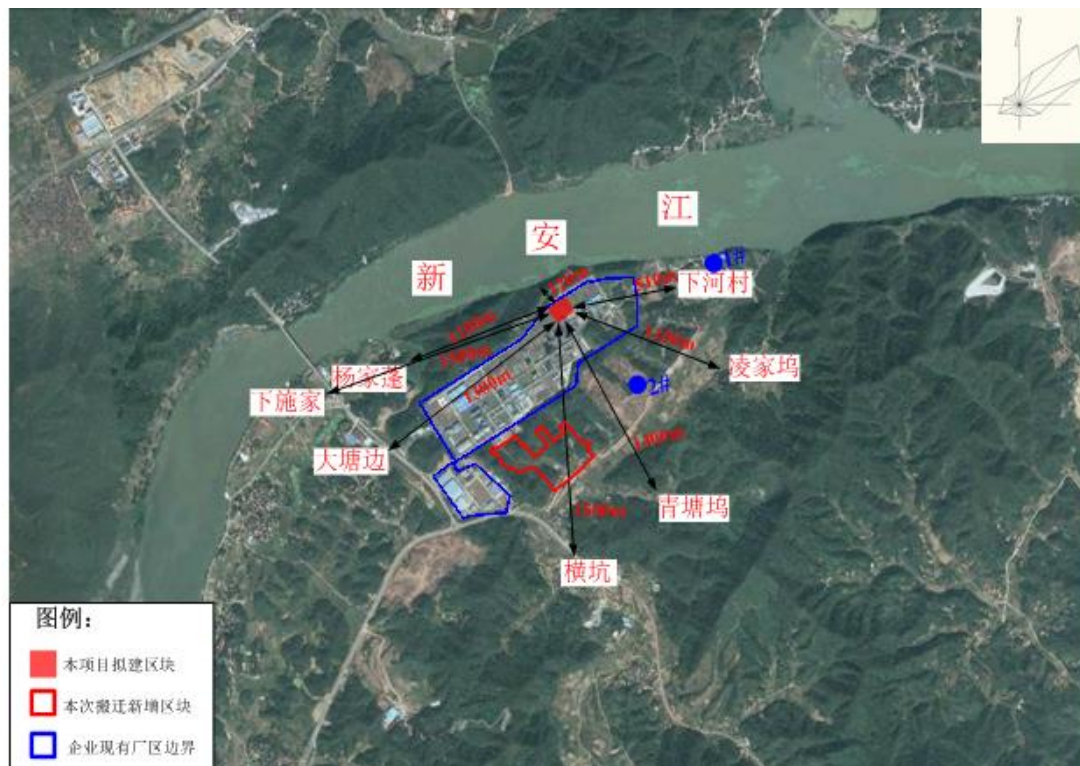 江
安
新
1#
下河村
凌家坞
2#
杨家蓬
下施家
1300m
大塘边
1400m
青塘坞
横坑
图例：
本项目拟建区块
本次搬迁新增区块
企业现有厂区边界